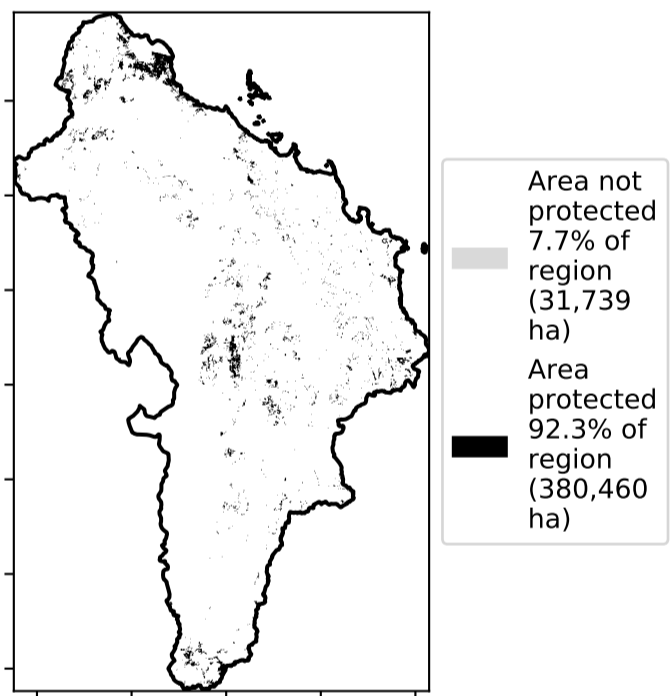 Area not
protected
7.7% of
region
(31,739
ha)
Area
protected
92.3% of
region
(380,460
ha)